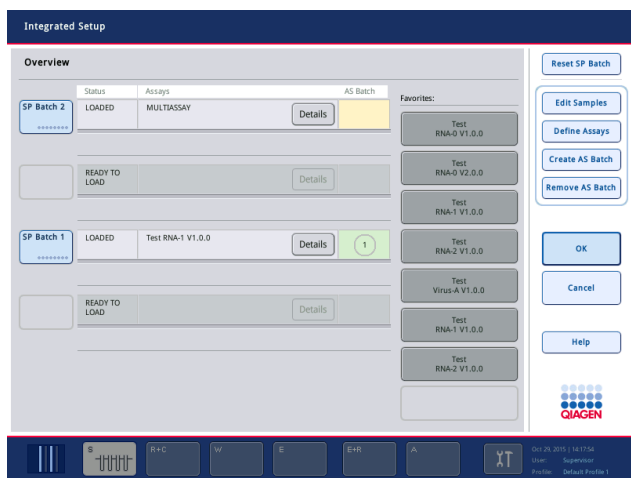 Integrated Setup
Overview
Status Assays AS Batch
SP Batch 2
LOADED MULTIASSAY Details
READY TO LOAD Details
SP Batch 1
LOADED Test RNA-1 V1.0.0 Details 1
READY TO LOAD Details
Favorites:
Test
RNA-0 V1.0.0
Test
RNA-0 V2.0.0
Test
RNA-1 V1.0.0
Test
RNA-2 V1.0.0
Test
Virus-A V1.0.0
Test
RNA-1 V1.0.0
Test
RNA-2 V1.0.0
Reset SP Batch
Edit Samples
Define Assays
Create AS Batch
Remove AS Batch
OK
Cancel
Help
QIAGEN
S R+C W E E+R A
Oct 29, 2015 | 14:17:54
User: Supervisor
Profile: Default Profile 1